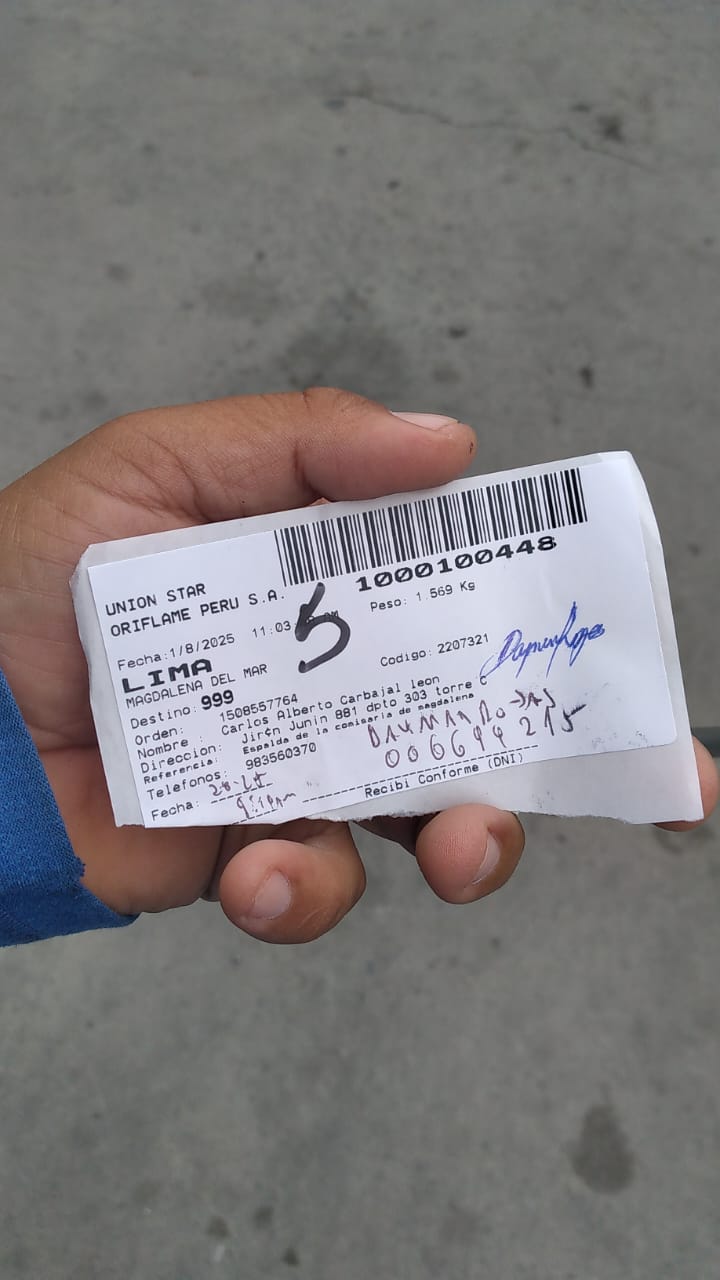 UNION STAR
ORIFLAME PERU S.A.
1000100448
Fecha:1/8/2025 11:03
Peso: 1.569 Kg
5
LIMA
MAGDALENA DEL MAR
Codigo: 2207321
Destino: 999
Orden: 1508557764
Nombre : Carlos Alberto Carbajal leon
Direccion: Jirón Junin 881 dpto 303 torre c
Referencia: Espalda de la comisaria de magdalena
Telefonos: 983560370
Fecha:
006644215
Recibi Conforme (DNI)